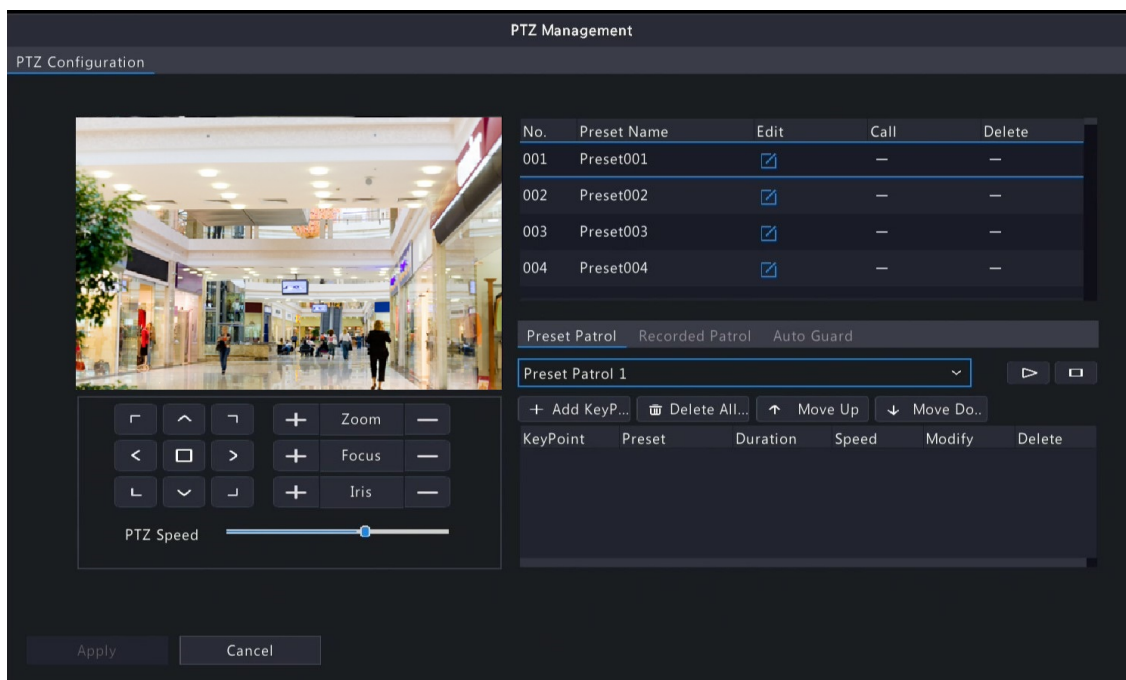 PTZ Management
PTZ Configuration
No. Preset Name Edit Call Delete
001 Preset001 — —
002 Preset002 — —
003 Preset003 — —
004 Preset004 — —
Preset Patrol Recorded Patrol Auto Guard
Preset Patrol 1
+ Add KeyP... Delete All... ↑ Move Up ↓ Move Do..
KeyPoint Preset Duration Speed Modify Delete
+ Zoom —
+ Focus —
+ Iris —
PTZ Speed
Apply Cancel